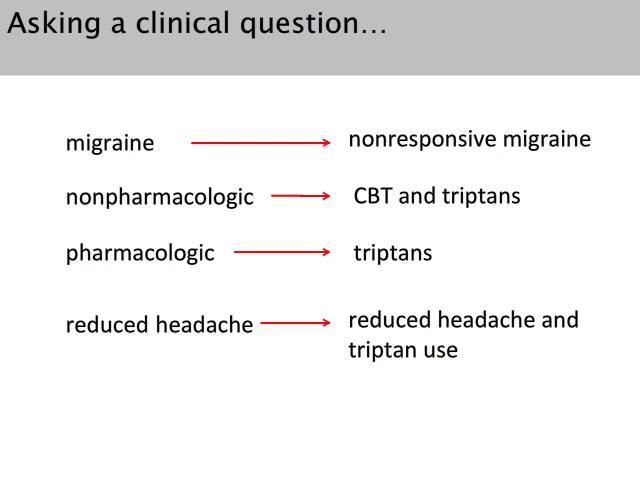 Asking a clinical question…
migraine
nonresponsive migraine
nonpharmacologic
CBT and triptans
pharmacologic
triptans
reduced headache
reduced headache and
triptan use